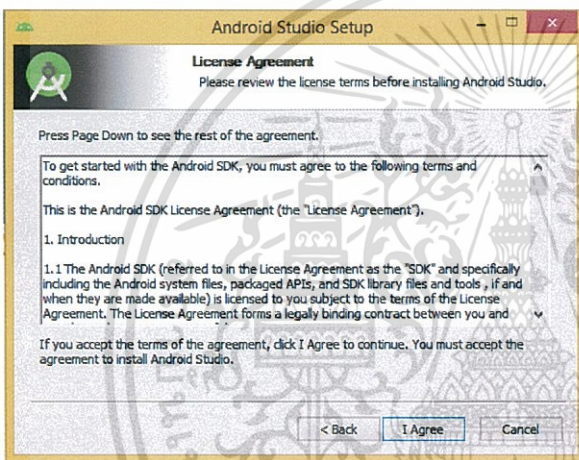 Android Studio Setup
License Agreement
Please review the license terms before installing Android Studio.
Press Page Down to see the rest of the agreement.
To get started with the Android SDK, you must agree to the following terms and
conditions.
This is the Android SDK License Agreement (the "License Agreement").
1. Introduction
1.1 The Android SDK (referred to in the License Agreement as the "SDK" and specifically
including the Android system files, packaged APIs, and SDK library files and tools , if and
when they are made available) is licensed to you subject to the terms of the License
Agreement. The License Agreement forms a legally binding contract between you and
If you accept the terms of the agreement, click I Agree to continue. You must accept the
agreement to install Android Studio.
< Back
I Agree
Cancel